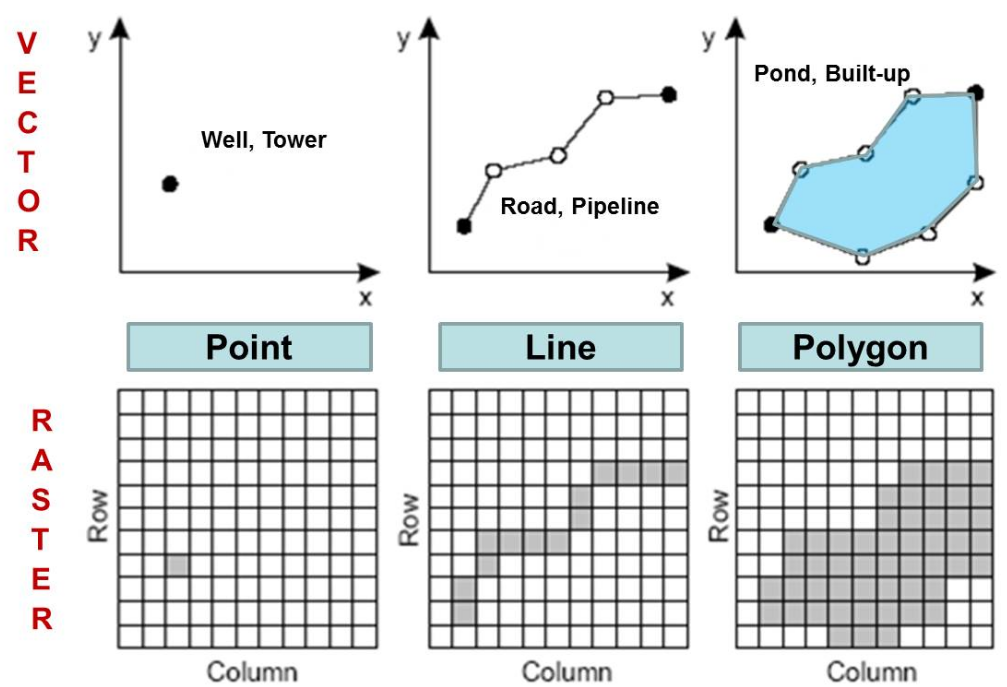 VECTOR
y
Well, Tower
x
y
Road, Pipeline
x
y
Pond, Built-up
x
Point
Line
Polygon
RASTER
Row
Column
Row
Column
Row
Column